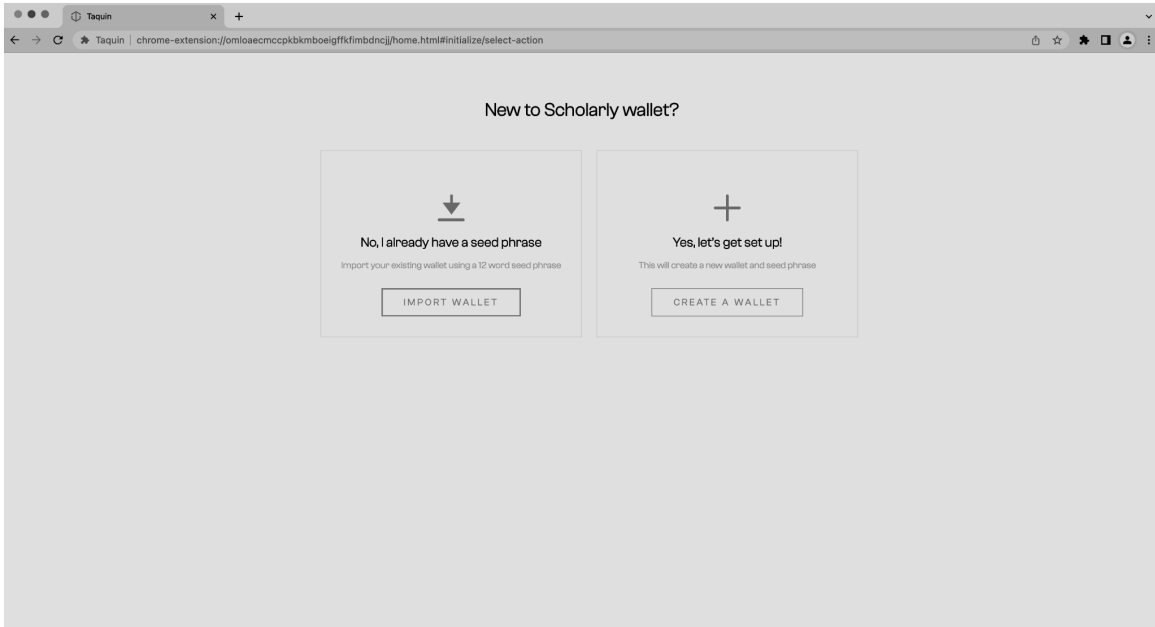 Taquin
Taquin | chrome-extension://omloaecmccpkbkmboeigffkfimbdncjj/home.html#initialize/select-action
New to Scholarly wallet?
No, I already have a seed phrase
Import your existing wallet using a 12 word seed phrase
IMPORT WALLET
Yes, let's get set up!
This will create a new wallet and seed phrase
CREATE A WALLET